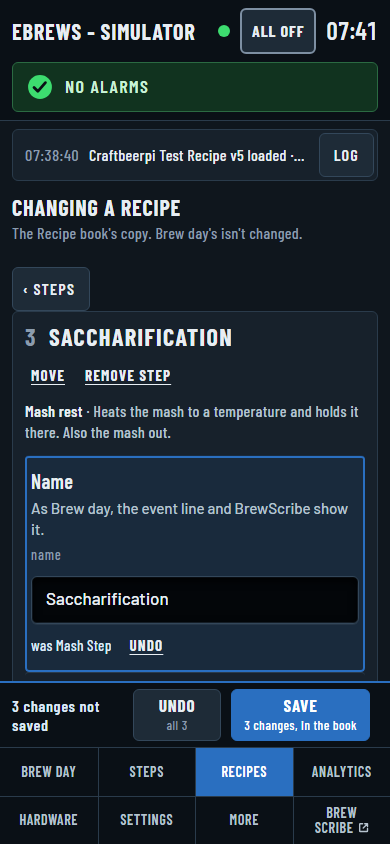 EBREWS - SIMULATOR
ALL OFF
07:41
NO ALARMS
07:38:40 Craftbeerpi Test Recipe v5 loaded ·...
LOG
CHANGING A RECIPE
The Recipe book's copy. Brew day's isn't changed.
‹ STEPS
3 SACCHARIFICATION
MOVE REMOVE STEP
Mash rest · Heats the mash to a temperature and holds it
there. Also the mash out.
Name
As Brew day, the event line and BrewScribe show
it.
name
Saccharification
was Mash Step UNDO
3 changes not
saved
UNDO
all 3
SAVE
3 changes, In the book
BREW DAY
STEPS
RECIPES
ANALYTICS
HARDWARE
SETTINGS
MORE
BREW
SCRIBE